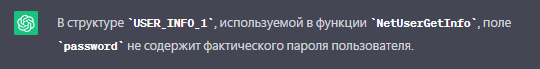 В структуре `USER_INFO_1`, используемой в функции `NetUserGetInfo`, поле
`password` не содержит фактического пароля пользователя.